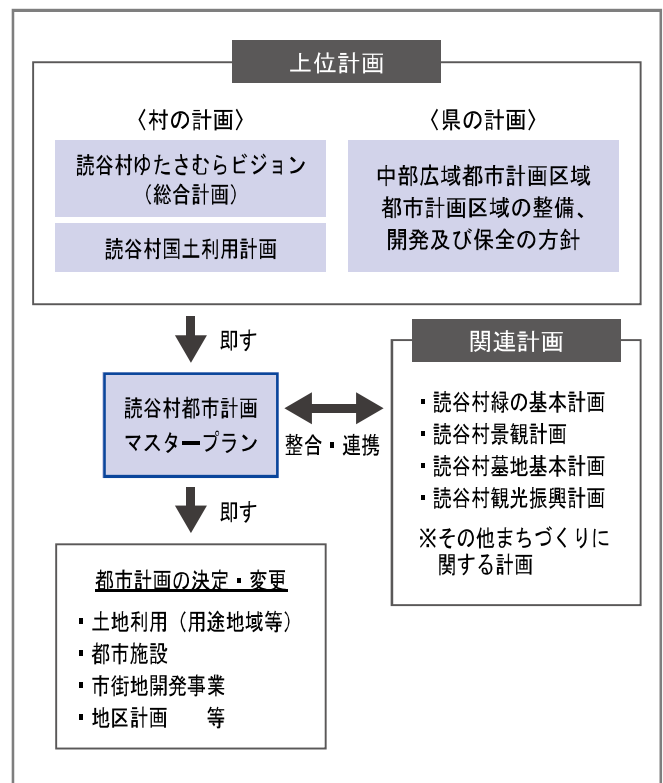 上位計画
〈村の計画〉
読谷村ゆたさむらビジョン
(総合計画)
読谷村国土利用計画
〈県の計画〉
中部広域都市計画区域
都市計画区域の整備、
開発及び保全の方針
即す
読谷村都市計画
マスタープラン
整合・連携
関連計画
・読谷村緑の基本計画
・読谷村景観計画
・読谷村墓地基本計画
・読谷村観光振興計画
※その他まちづくりに
関する計画
即す
都市計画の決定・変更
・土地利用（用途地域等）
・都市施設
・市街地開発事業
・地区計画　等